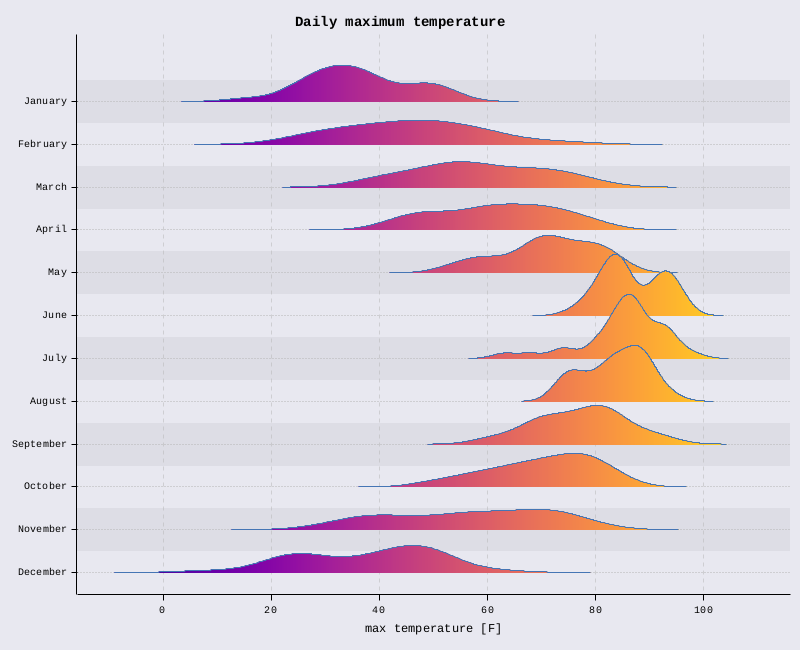 Daily maximum temperature
January
February
March
April
May
June
July
August
September
October
November
December
0 20 40 60 80 100
max temperature [F]